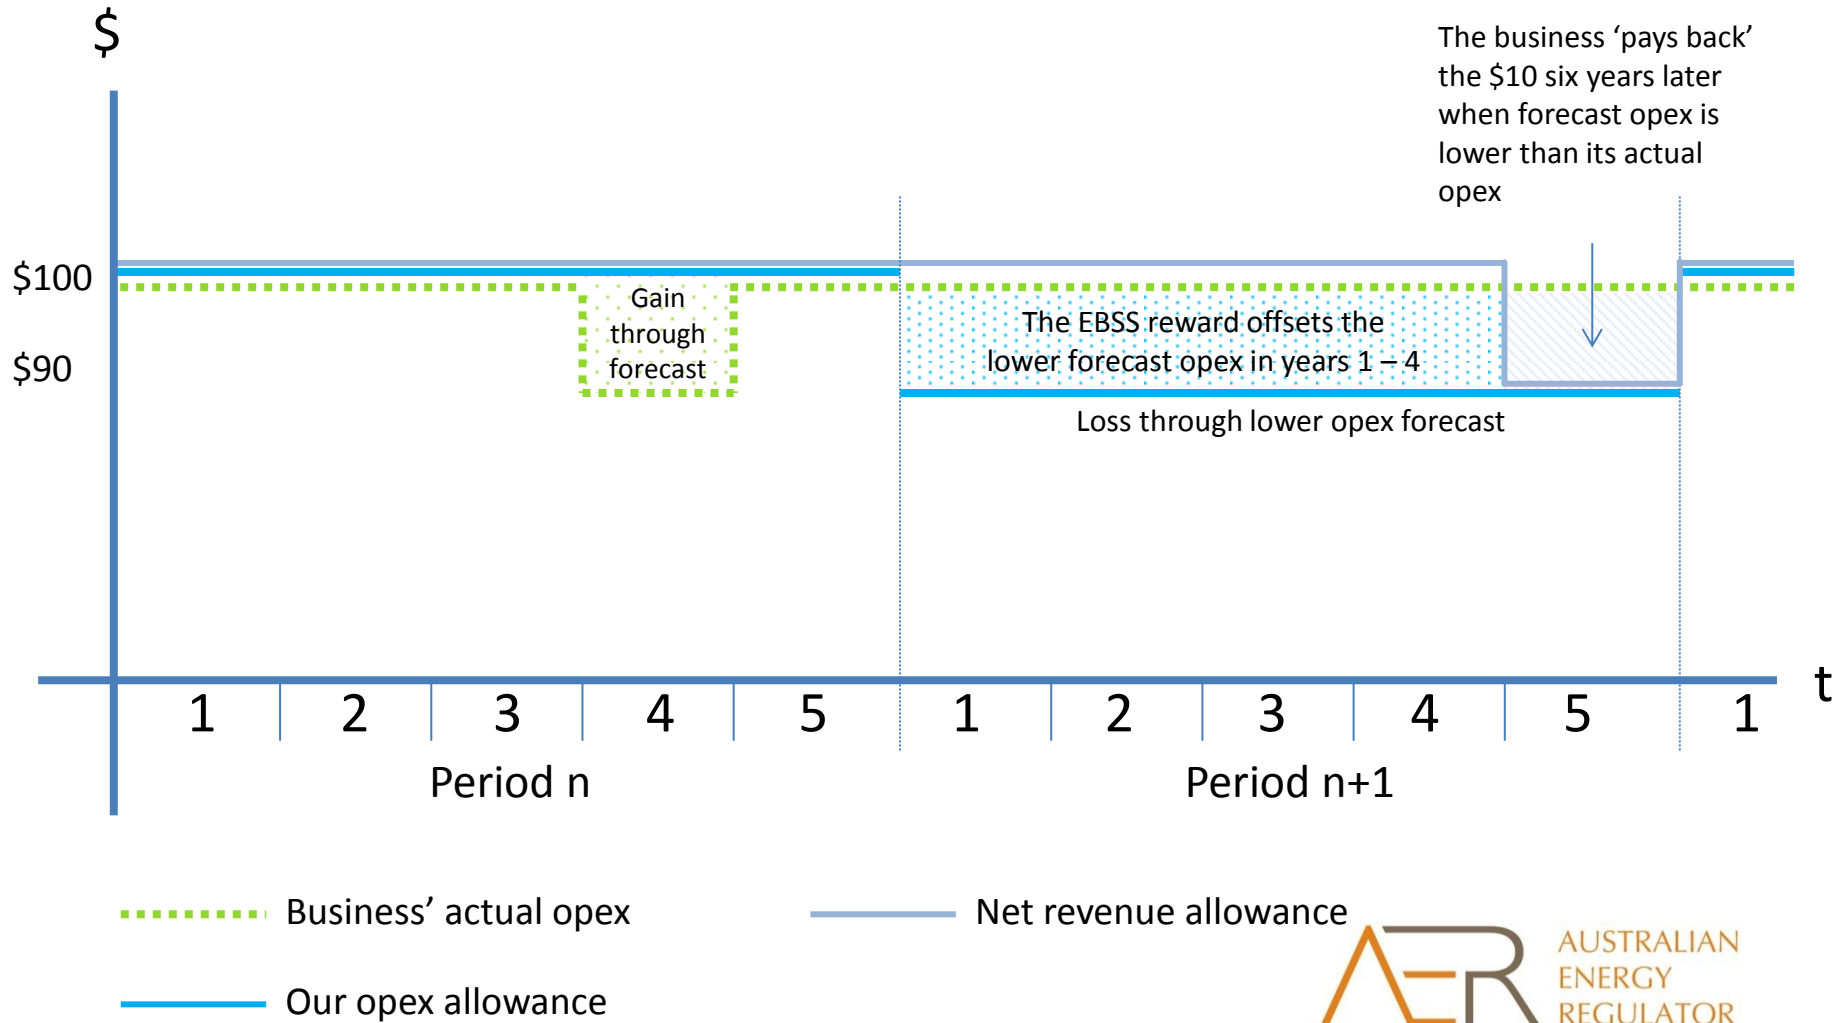 $
The business ‘pays back’
the $10 six years later
when forecast opex is
lower than its actual
opex
$100
$90
Gain
through
forecast
The EBSS reward offsets the
lower forecast opex in years 1 – 4
Loss through lower opex forecast
t
1 2 3 4 5 1 2 3 4 5 1
Period n
Period n+1
Business’ actual opex
Net revenue allowance
Our opex allowance
AER
AUSTRALIAN
ENERGY
REGULATOR